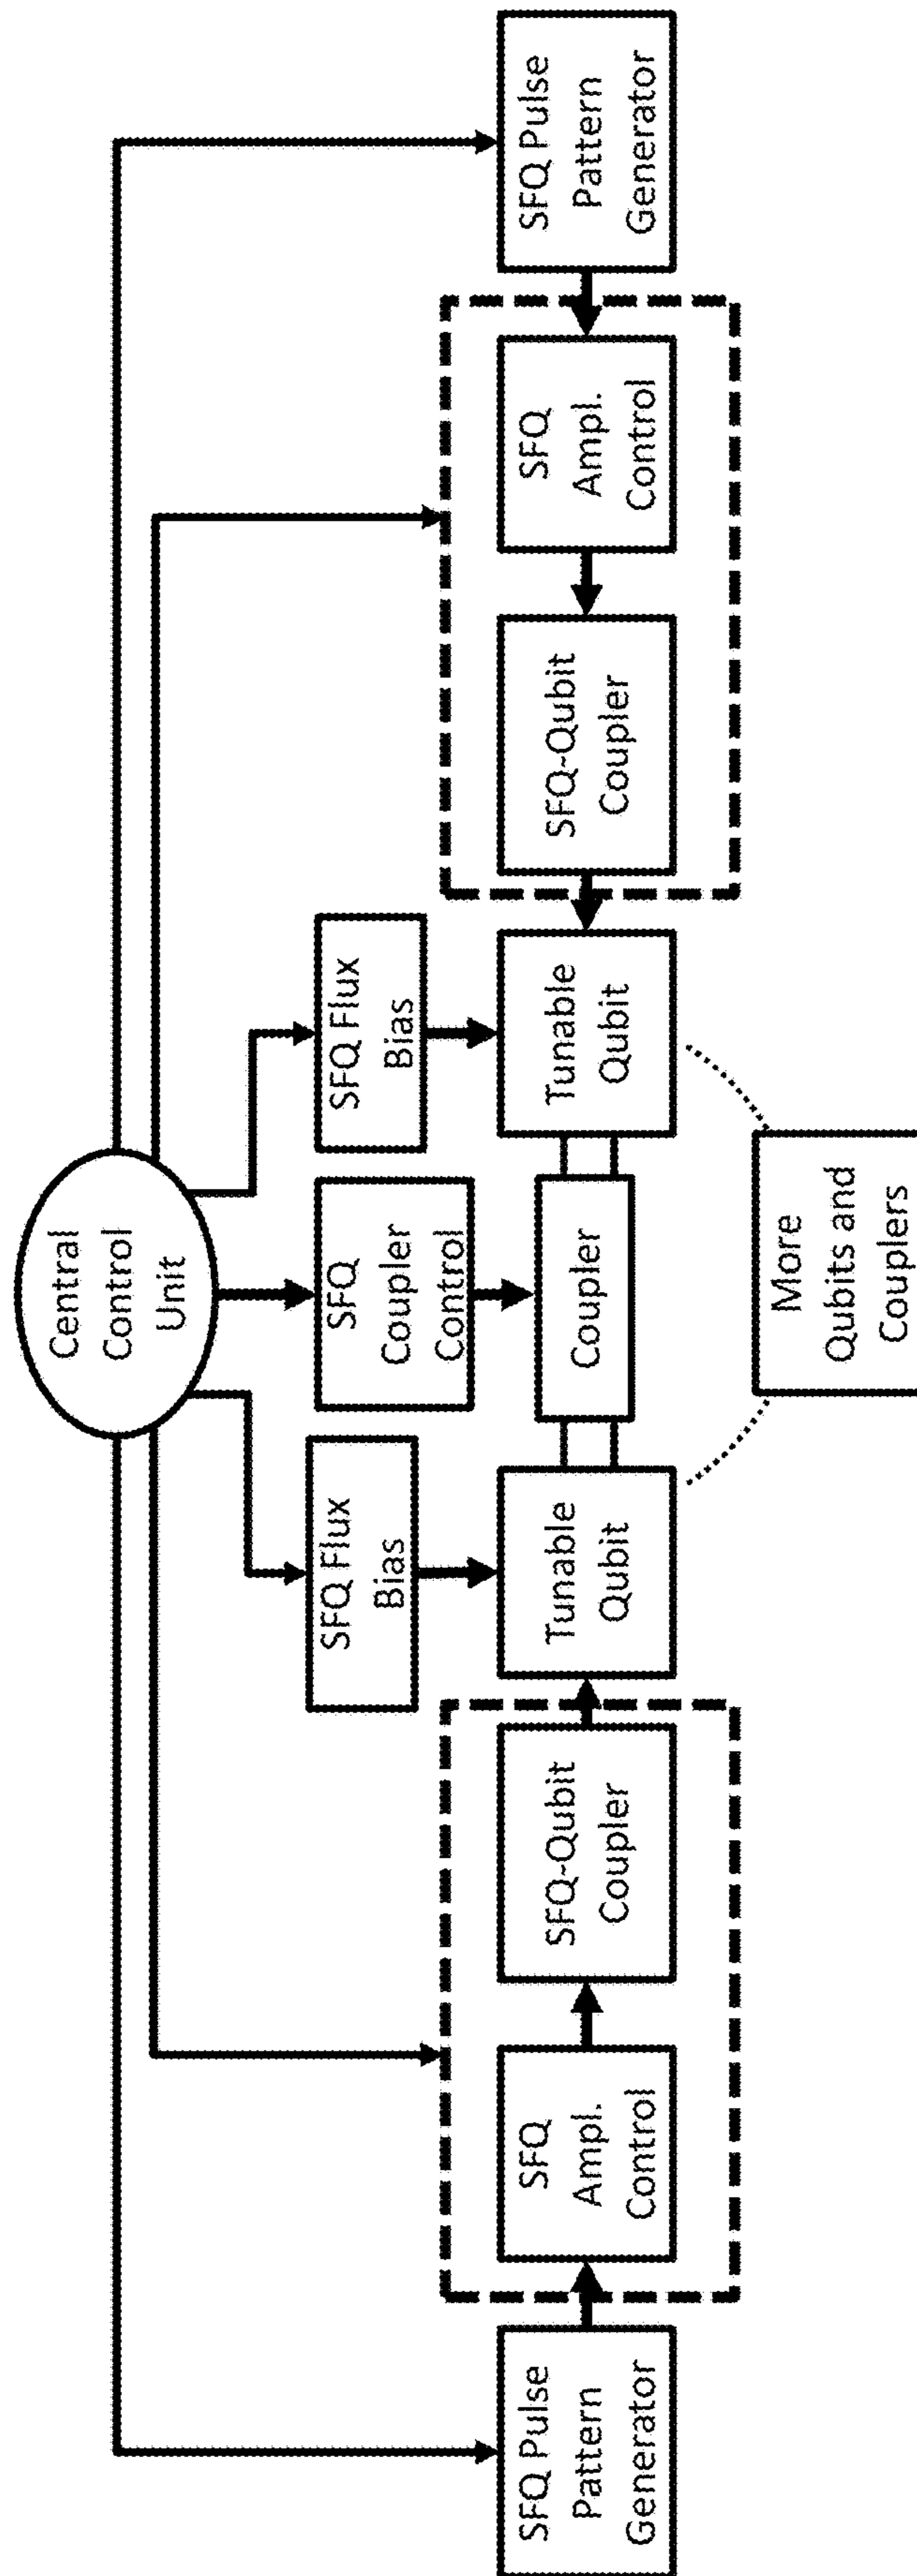 Central
Control
Unit
SFQ Flux
Bias
SFQ
Coupler
Control
SFQ Flux
Bias
SFQ Pulse
Pattern
Generator
SFQ
Ampl.
Control
SFQ-Qubit
Coupler
Tunable
Qubit
Coupler
Tunable
Qubit
SFQ-Qubit
Coupler
SFQ
Ampl.
Control
SFQ Pulse
Pattern
Generator
More
Qubits and
Couplers